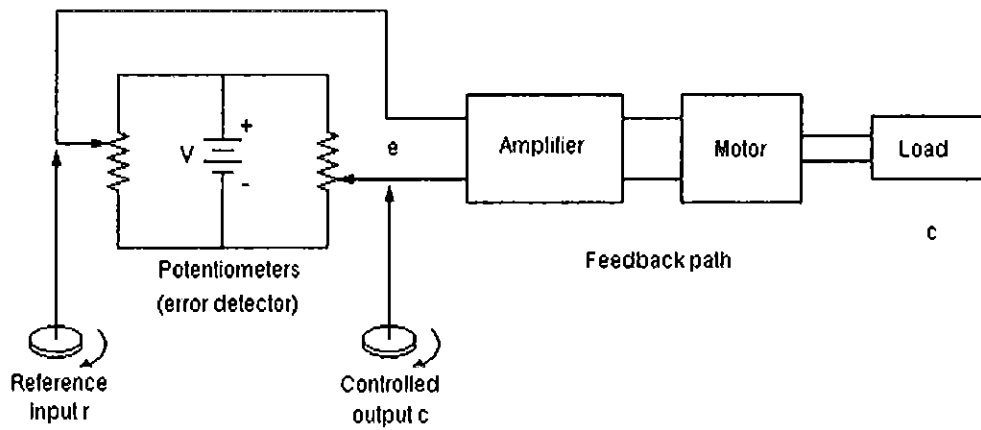 +
V
-
e
Amplifier
Motor
Load
c
Potentiometers
(error detector)
Feedback path
Reference
input r
Controlled
output c